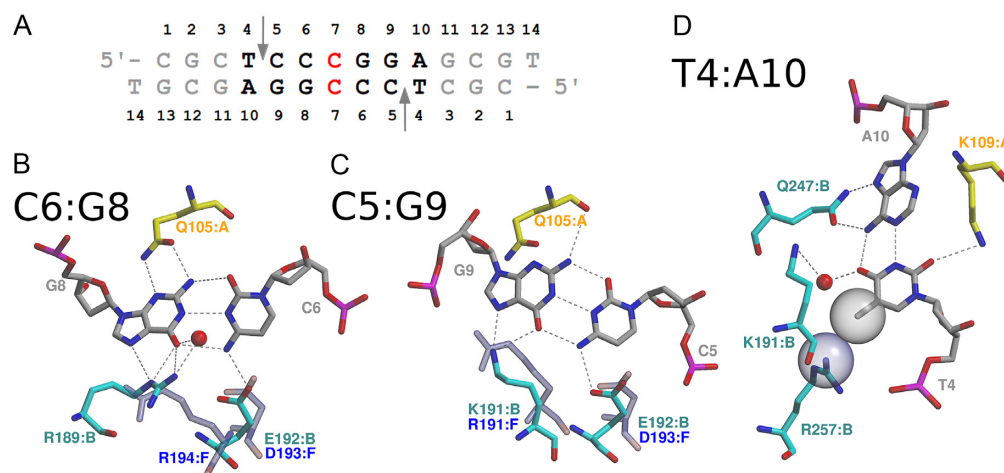 A
1 2 3 4 5 6 7 8 9 10 11 12 13 14
5'- C G C T C C C G G A G C G T
T G C G A G G C C C T C G C - 5'
14 13 12 11 10 9 8 7 6 5 4 3 2 1
B
C6:G8
Q105:A
G8
C6
R189:B
R194:F
E192:B
D193:F
C
C5:G9
Q105:A
G9
C5
K191:B
R191:F
E192:B
D193:F
D
T4:A10
A10
K109:A
Q247:B
K191:B
T4
R257:B